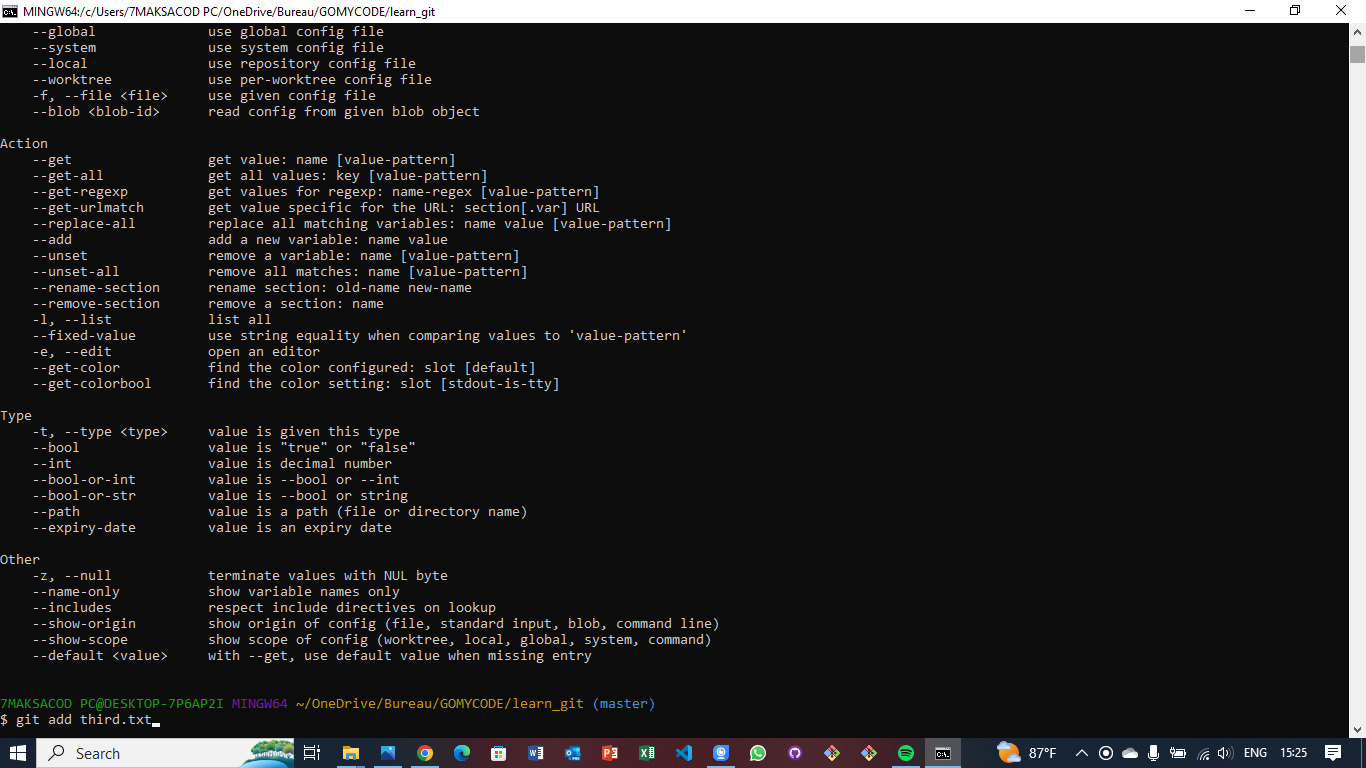 MINGW64:/c/Users/7MAKSACOD PC/OneDrive/Bureau/GOMYCODE/learn_git
    --global              use global config file
    --system              use system config file
    --local               use repository config file
    --worktree            use per-worktree config file
    -f, --file <file>     use given config file
    --blob <blob-id>      read config from given blob object

Action
    --get                 get value: name [value-pattern]
    --get-all             get all values: key [value-pattern]
    --get-regexp          get values for regexp: name-regex [value-pattern]
    --get-urlmatch        get value specific for the URL: section[.var] URL
    --replace-all         replace all matching variables: name value [value-pattern]
    --add                 add a new variable: name value
    --unset               remove a variable: name [value-pattern]
    --unset-all           remove all matches: name [value-pattern]
    --rename-section      rename section: old-name new-name
    --remove-section      remove a section: name
    -l, --list            list all
    --fixed-value         use string equality when comparing values to 'value-pattern'
    -e, --edit            open an editor
    --get-color           find the color configured: slot [default]
    --get-colorbool       find the color setting: slot [stdout-is-tty]

Type
    -t, --type <type>     value is given this type
    --bool                value is "true" or "false"
    --int                 value is decimal number
    --bool-or-int         value is --bool or --int
    --bool-or-str         value is --bool or string
    --path                value is a path (file or directory name)
    --expiry-date         value is an expiry date

Other
    -z, --null            terminate values with NUL byte
    --name-only           show variable names only
    --includes            respect include directives on lookup
    --show-origin         show origin of config (file, standard input, blob, command line)
    --show-scope          show scope of config (worktree, local, global, system, command)
    --default <value>     with --get, use default value when missing entry

7MAKSACOD PC@DESKTOP-7P6AP2I MINGW64 ~/OneDrive/Bureau/GOMYCODE/learn_git (master)
$ git add third.txt
Search 87°F ENG 15:25